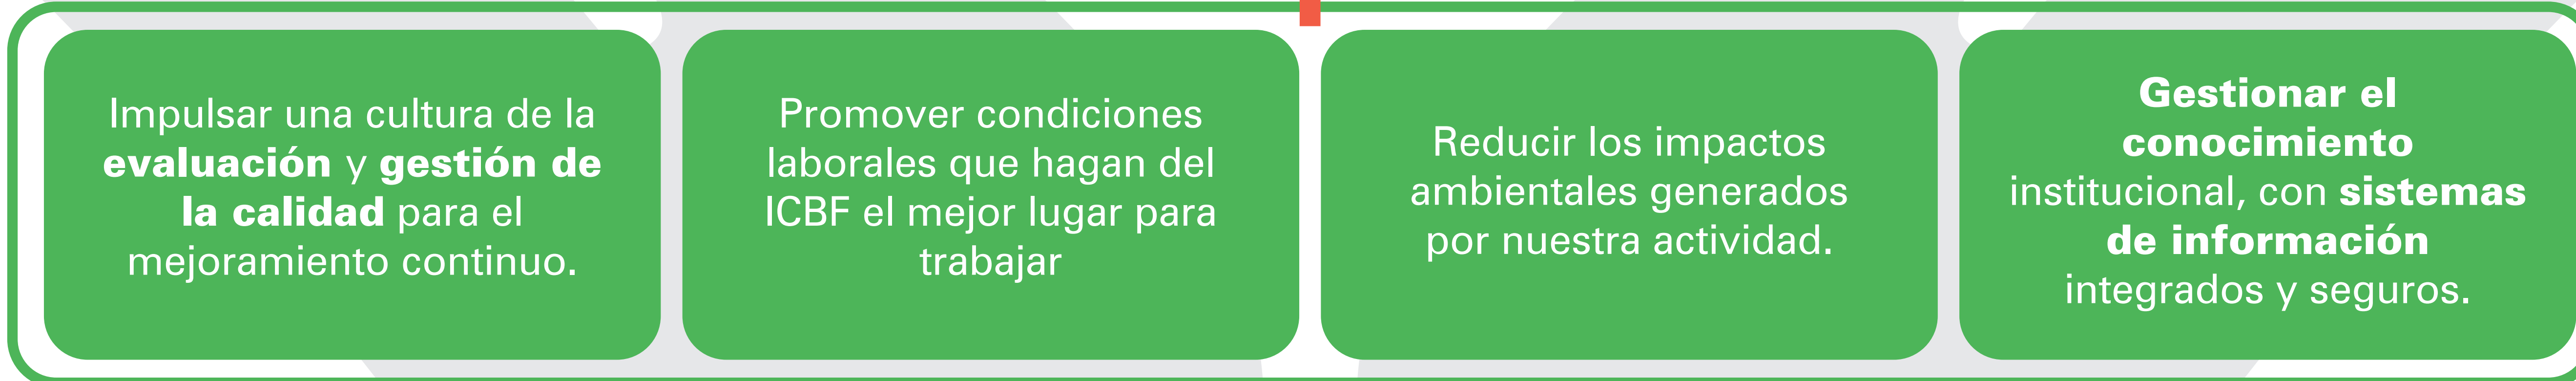 Impulsar una cultura de la
evaluación y gestión de
la calidad para el
mejoramiento continuo.
Promover condiciones
laborales que hagan del
ICBF el mejor lugar para
trabajar
Reducir los impactos
ambientales generados
por nuestra actividad.
Gestionar el
conocimiento
institucional, con sistemas
de información
integrados y seguros.